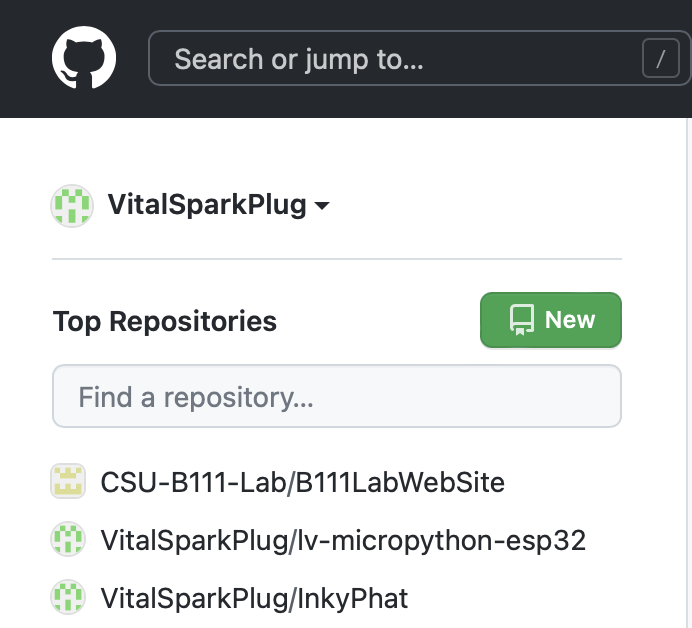 Search or jump to...
/
VitalSparkPlug
Top Repositories
New
Find a repository...
CSU-B111-Lab/B111LabWebSite
VitalSparkPlug/lv-micropython-esp32
VitalSparkPlug/InkyPhat